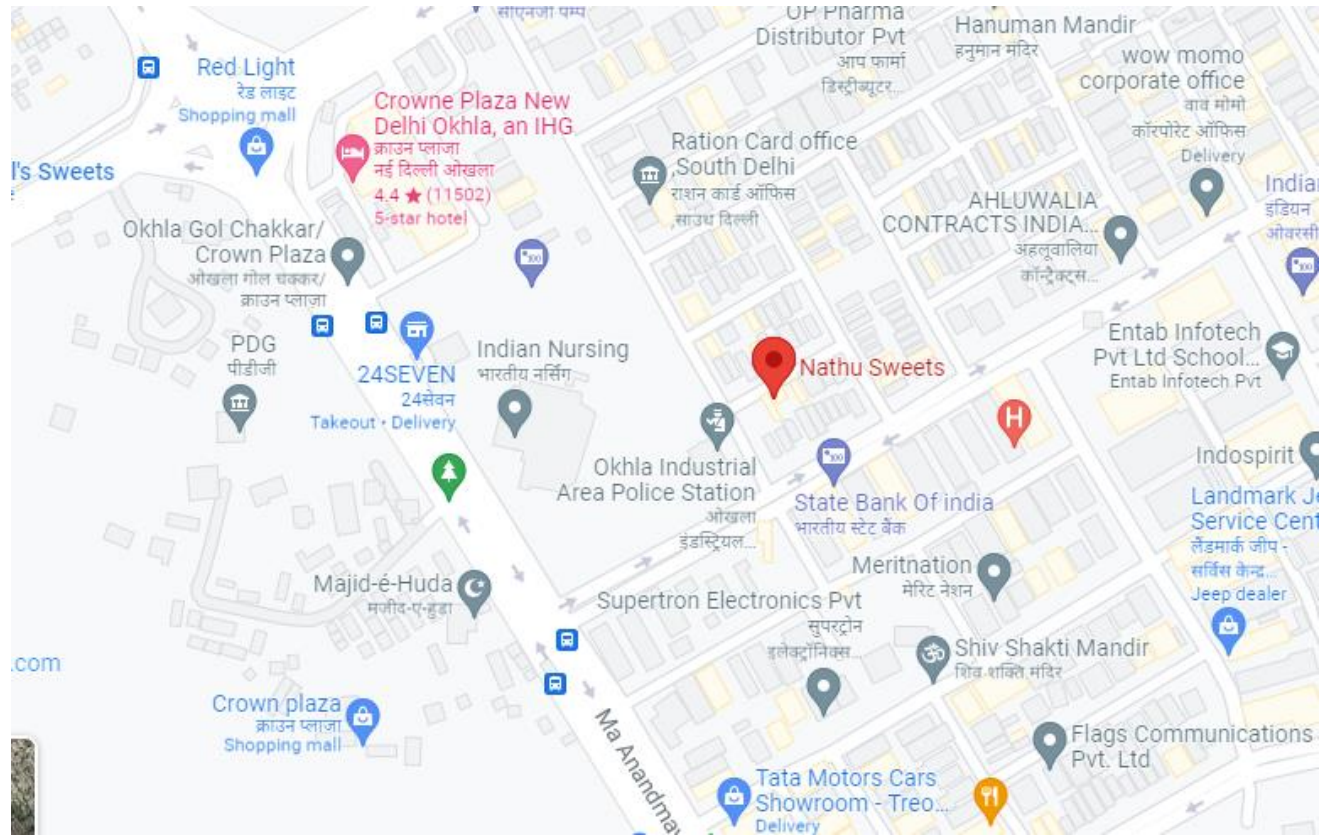 सीएनजी पम्प
OP Pharma
Distributor Pvt
आप फार्मा
डिस्ट्रीब्यूटर...
Hanuman Mandir
हनुमान मंदिर
wow momo
corporate office
वाव मोमो
कॉरपोरेट ऑफिस
Delivery
Red Light
रेड लाइट
Shopping mall
Crowne Plaza New
Delhi Okhla, an IHG
क्राउन प्लाजा
नई दिल्ली ओखला
4.4 ★ (11502)
5-star hotel
Ration Card office
,South Delhi
राशन कार्ड ऑफिस
,साउथ दिल्ली
l's Sweets
AHLUWALIA
CONTRACTS INDIA...
अहलूवालिया
कॉन्ट्रैक्ट्स...
Indian
इंडियन
ओवरसी
Okhla Gol Chakkar/
Crown Plaza
ओखला गोल चक्कर/
क्राउन प्लाज़ा
PDG
पीडीजी
24SEVEN
24सेवन
Takeout • Delivery
Indian Nursing
भारतीय नर्सिंग
Nathu Sweets
Entab Infotech
Pvt Ltd School...
Entab Infotech Pvt
H
Okhla Industrial
Area Police Station
ओखला
इंडस्ट्रियल...
State Bank Of india
भारतीय स्टेट बैंक
Indospirit
Landmark Je
Service Cent
लैंडमार्क जीप -
सर्विस केन्द्र...
Jeep dealer
Majid-é-Huda
मजीद-ए-हुडा
Meritnation
मेरिट नेशन
Supertron Electronics Pvt
सुपरट्रोन
इलेक्ट्रॉनिक्स...
Shiv Shakti Mandir
शिव शक्ति मंदिर
.com
Crown plaza
क्राउन प्लाजा
Shopping mall
Ma Anandmay
Flags Communications
Pvt. Ltd
Tata Motors Cars
Showroom - Treo...
Delivery